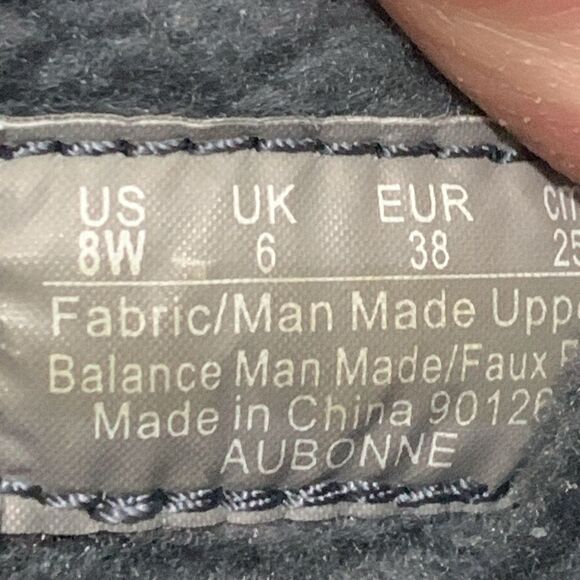 US UK EUR
8W 6 38
Fabric/Man Made
Balance Man Made/Faux
Made in China
AUBONNE